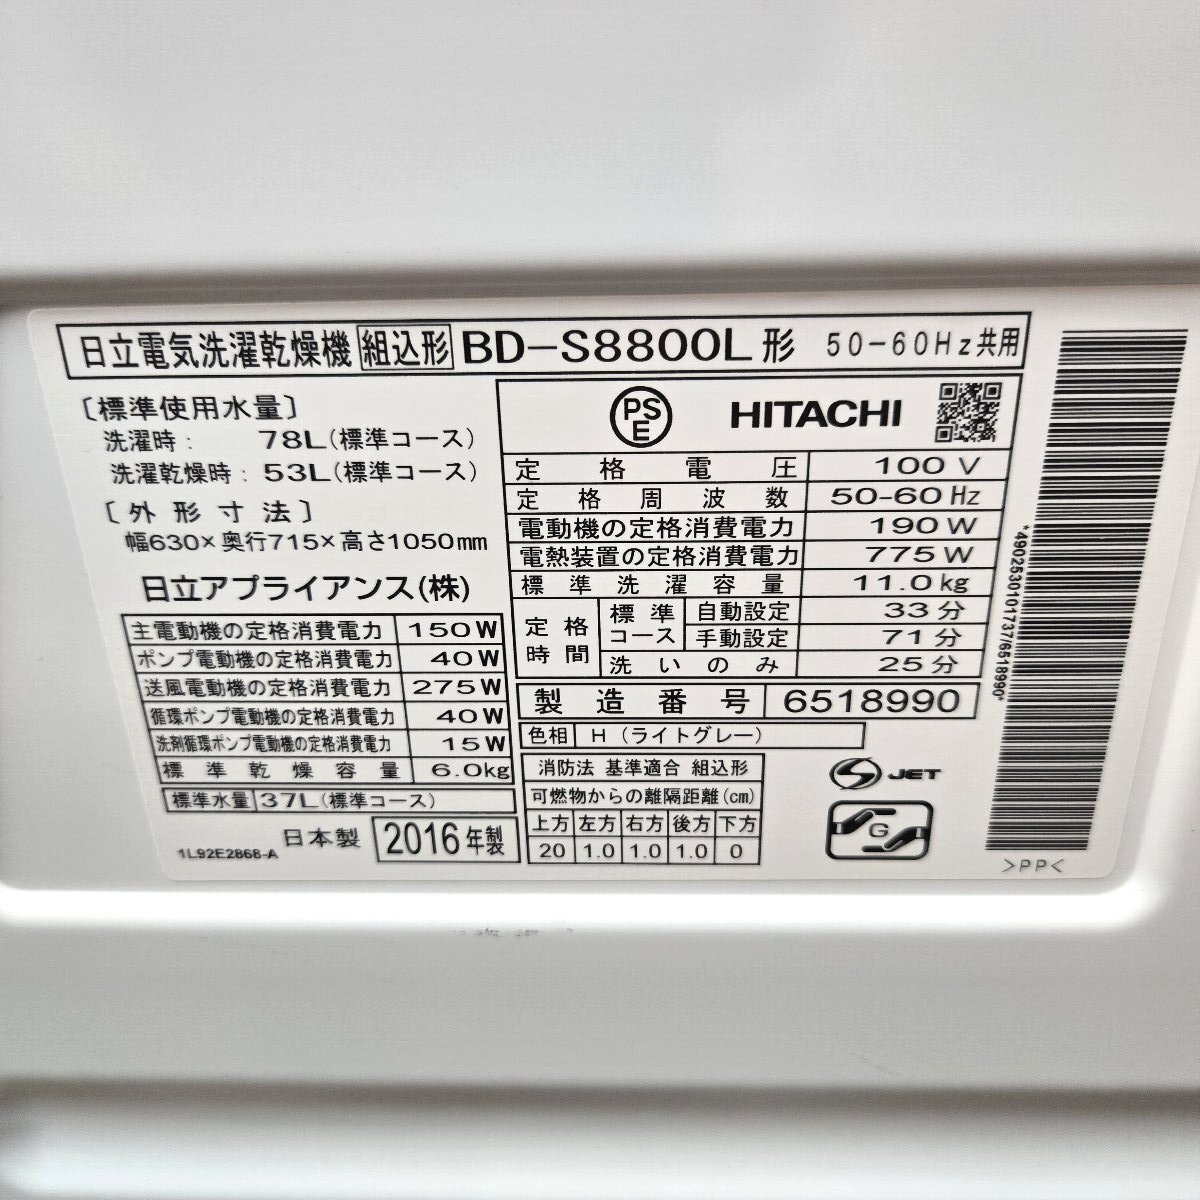 日立電気洗濯乾燥機 組込形 BD-S8800L形 50-60Hz共用
〔標準使用水量〕
洗濯時: 78L(標準コース)
洗濯乾燥時: 53L(標準コース)
〔外形寸法〕
幅630×奥行715×高さ1050mm
日立アプライアンス(株)
主電動機の定格消費電力 150W
ポンプ電動機の定格消費電力 40W
送風電動機の定格消費電力 275W
循環ポンプ電動機の定格消費電力 40W
洗剤循環ポンプ電動機の定格消費電力 15W
標準乾燥容量 6.0kg
標準水量 37L(標準コース)
1L92E2868-A 日本製 2016年製
PSE HITACHI
定格電圧 100V
定格周波数 50-60Hz
電動機の定格消費電力 190W
電熱装置の定格消費電力 775W
標準洗濯容量 11.0kg
定格時間 標準コース 自動設定 33分
手動設定 71分
洗いのみ 25分
製造番号 6518990
色相 H(ライトグレー)
消防法 基準適合 組込形
可燃物からの離隔距離(cm)
上方 左方 右方 後方 下方
20 1.0 1.0 1.0 0
S JET
G
*4902530101737/6518990*
>PP<